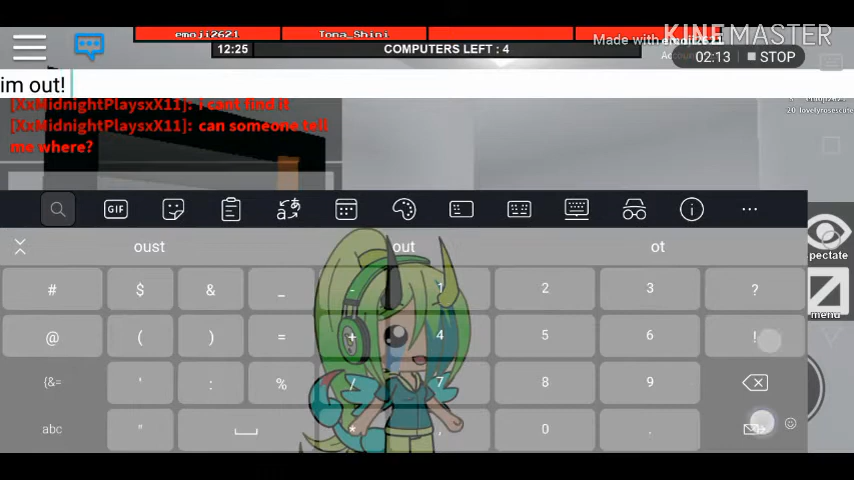 emoji2621 Tona_Shini
Made with KINEMASTER
12:25 COMPUTERS LEFT : 4
emoji2621
02:13 STOP
im out!
[XxMidnightPlaysxX11]: i cant find it
[XxMidnightPlaysxX11]: can someone tell
me where?
GIF
oust out ot
# $ & _ - 1 2 3 ?
@ ( ) = + 4 5 6 !
{&= ' : % / 7 8 9
abc " * , 0 .
pectate
menu